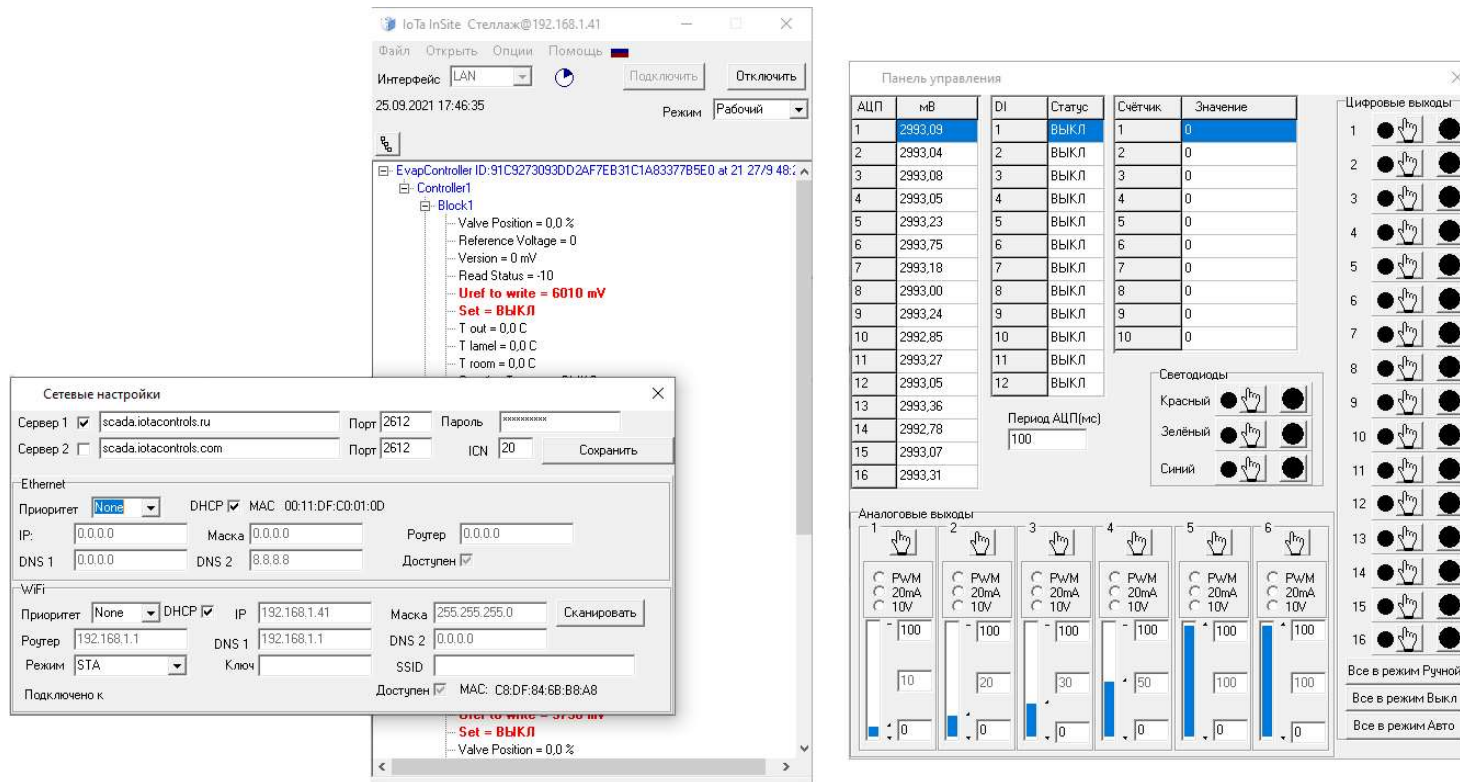 IoTa InSite Стеллаж@192.168.1.41
Файл Открыть Опции Помощь
Интерфейс LAN Подключить Отключить
25.09.2021 17:46:35 Режим Рабочий
EvapController ID:91C9273093DD2AF7EB31C1A83377B5E0 at 21 27/9 48:
Controller1
Block1
Valve Position = 0,0 %
Reference Voltage = 0
Version = 0 mV
Read Status = -10
Uref to write = 6010 mV
Set = ВЫКЛ
T out = 0,0 C
T lamel = 0,0 C
T room = 0,0 C
Set = ВЫКЛ
Valve Position = 0,0 %
Сетевые настройки
Сервер 1 scada.iotacontrols.ru Порт 2612 Пароль xxxxxxxxxx
Сервер 2 scada.iotacontrols.com Порт 2612 ICN 20 Сохранить
Ethernet
Приоритет None DHCP MAC 00:11:DF:C0:01:0D
IP: 0.0.0.0 Маска 0.0.0.0 Роутер 0.0.0.0
DNS 1 0.0.0.0 DNS 2 8.8.8.8 Доступен
WiFi
Приоритет None DHCP IP 192.168.1.41 Маска 255.255.255.0 Сканировать
Роутер 192.168.1.1 DNS 1 192.168.1.1 DNS 2 0.0.0.0
Режим STA Ключ SSID
Подключено к Доступен MAC: C8:DF:84:6B:B8:A8
Панель управления
АЦП мВ DI Статус Счётчик Значение
1 2993,09 1 ВЫКЛ 1 0
2 2993,04 2 ВЫКЛ 2 0
3 2993,08 3 ВЫКЛ 3 0
4 2993,05 4 ВЫКЛ 4 0
5 2993,23 5 ВЫКЛ 5 0
6 2993,75 6 ВЫКЛ 6 0
7 2993,18 7 ВЫКЛ 7 0
8 2993,00 8 ВЫКЛ 8 0
9 2993,24 9 ВЫКЛ 9 0
10 2992,85 10 ВЫКЛ 10 0
11 2993,27 11 ВЫКЛ
12 2993,05 12 ВЫКЛ
13 2993,36
14 2992,78
15 2993,07
16 2993,31
Период АЦП(мс)
100
Светодиоды
Красный
Зелёный
Синий
Цифровые выходы
1
2
3
4
5
6
7
8
9
10
11
12
13
14
15
16
Все в режим Ручной
Все в режим Выкл
Все в режим Авто
Аналоговые выходы
1 2 3 4 5 6
PWM PWM PWM PWM PWM PWM
20mA 20mA 20mA 20mA 20mA 20mA
10V 10V 10V 10V 10V 10V
100 100 100 100 100 100
10 20 30 50 100 100
0 0 0 0 0 0